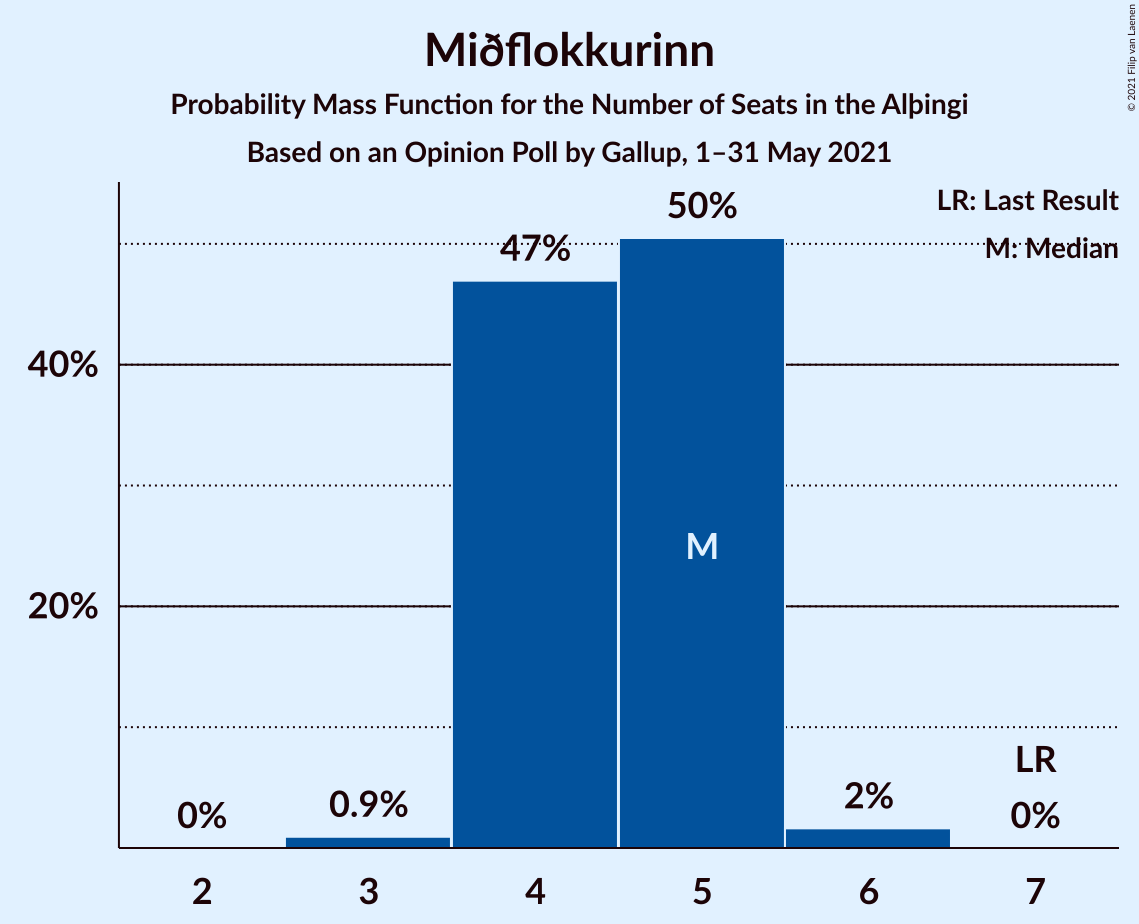 Miðflokkurinn
Probability Mass Function for the Number of Seats in the Alþingi
Based on an Opinion Poll by Gallup, 1–31 May 2021
© 2021 Filip van Laenen
LR: Last Result
M: Median
50%
47%
40%
M
20%
LR
0%
0.9%
2%
0%
2
3
4
5
6
7